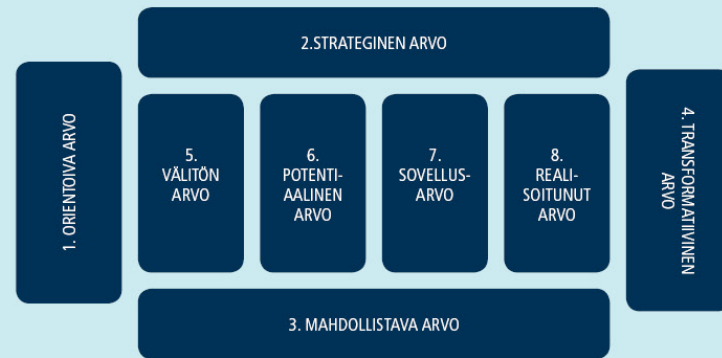 2.STRATEGINEN ARVO
1. ORIENTOIVA ARVO
5.
VÄLITÖN
ARVO
6.
POTENTI-
AALINEN
ARVO
7.
SOVELLUS-
ARVO
8.
REALI-
SOITUNUT
ARVO
4. TRANSFORMATIIVINEN
ARVO
3. MAHDOLLISTAVA ARVO